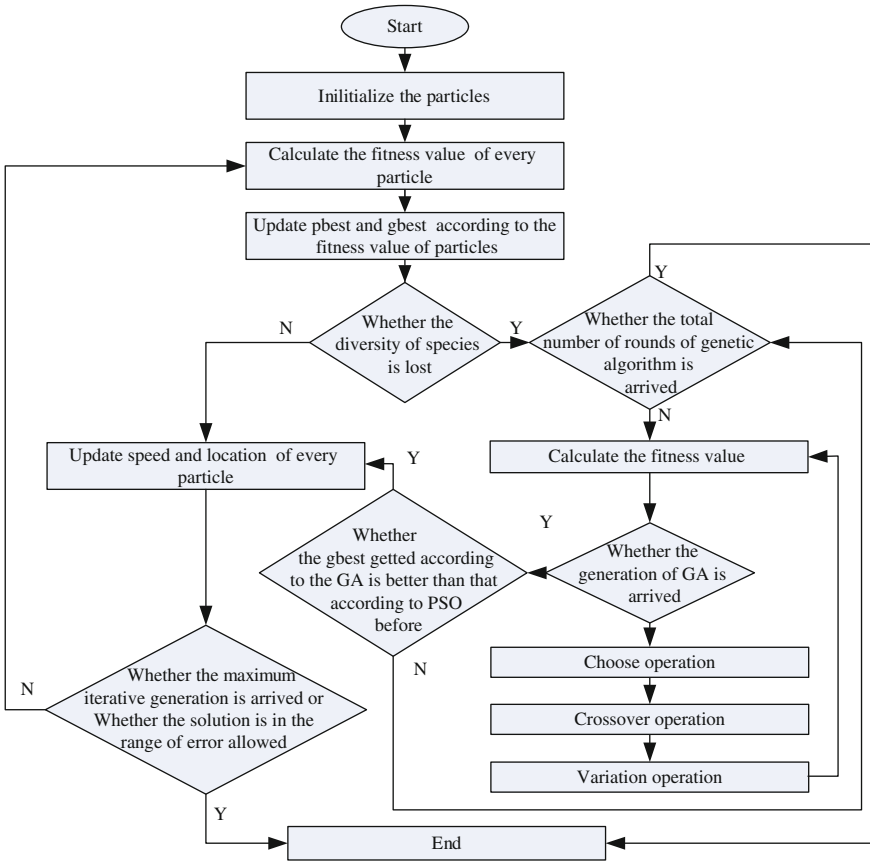 Start
Inilitialize the particles
Calculate the fitness value of every
particle
Update pbest and gbest according to the
fitness value of particles
Y
N
Whether the
diversity of species
is lost
Y
Whether the total
number of rounds of genetic
algorithm is
arrived
N
Update speed and location of every
particle
Y
Calculate the fitness value
Y
Whether
the gbest getted according
to the GA is better than that
according to PSO
before
Whether the
generation of GA is
arrived
N
Choose operation
N
Whether the maximum
iterative generation is arrived or
Whether the solution is in the
range of error allowed
Crossover operation
Variation operation
Y
End